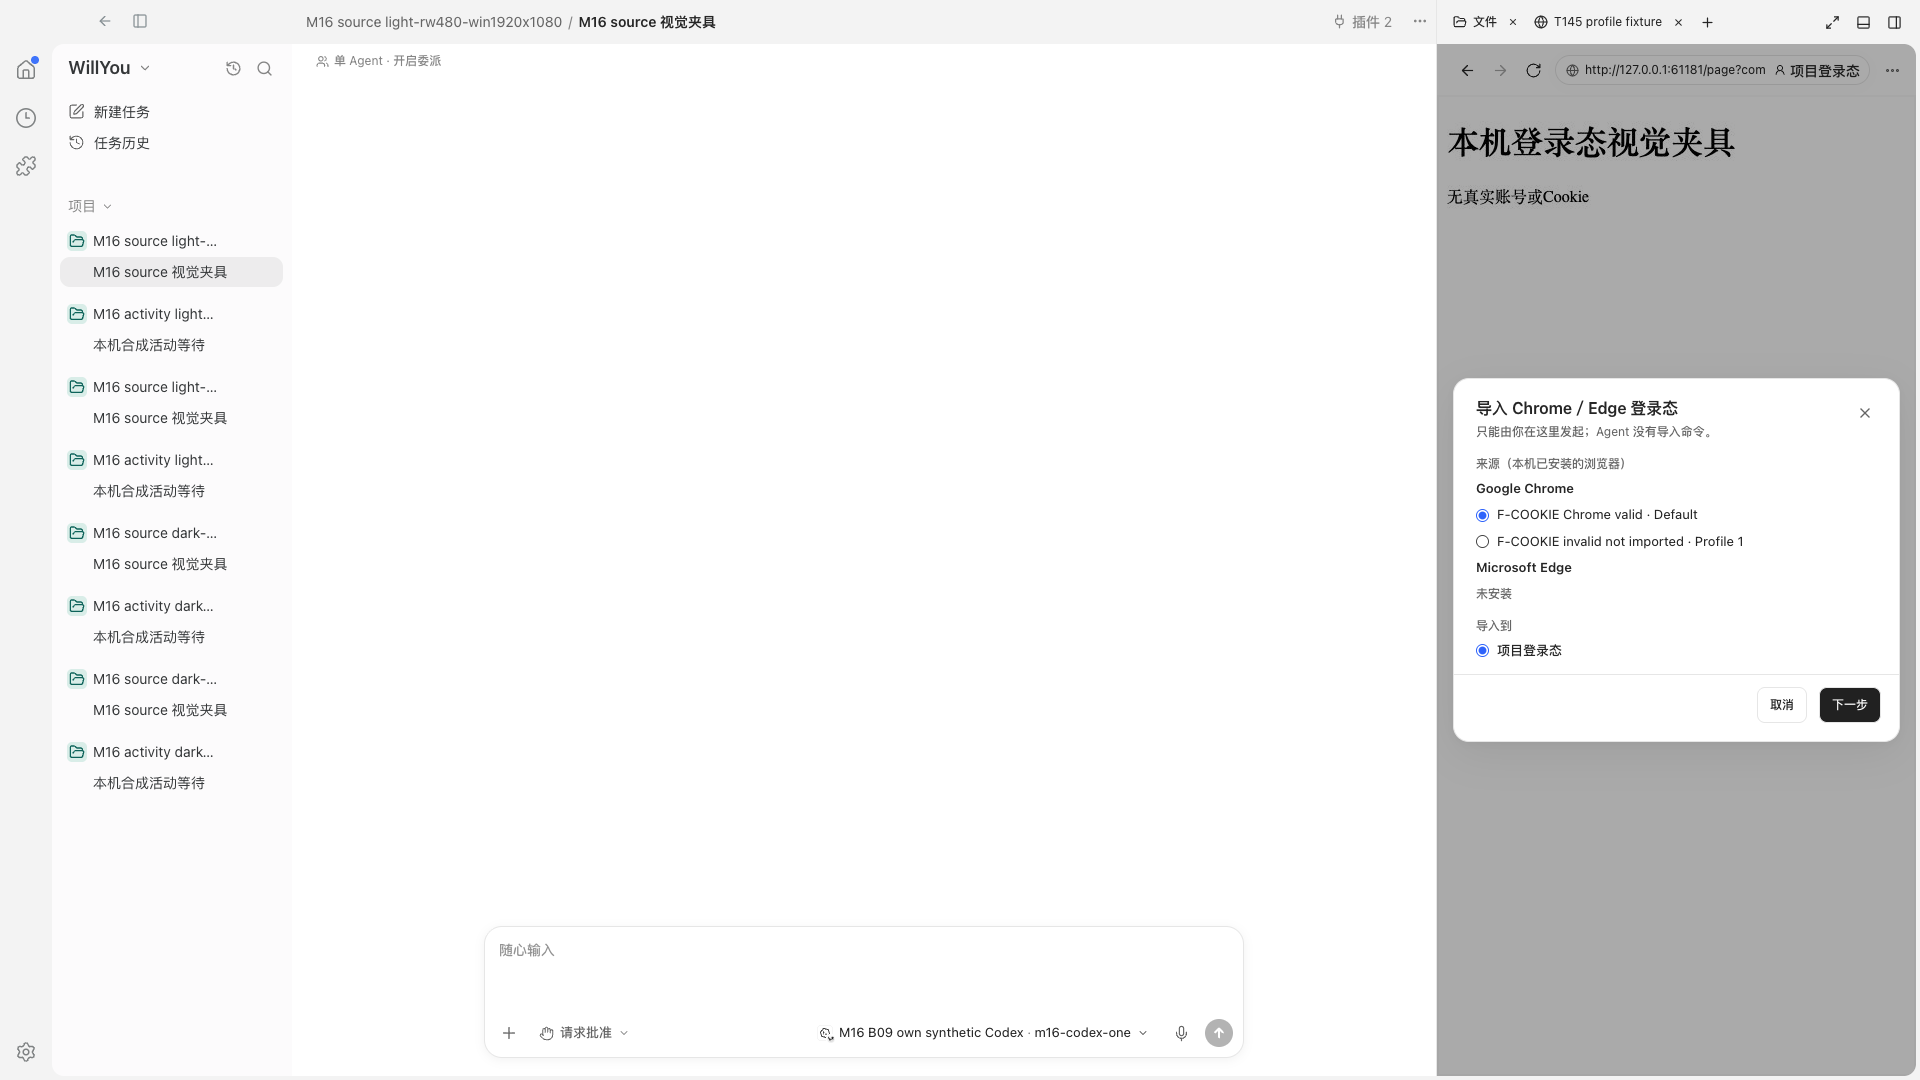 M16 source light-rw480-win1920x1080 / M16 source 视觉夹具
插件 2
文件
T145 profile fixture
WillYou
新建任务
任务历史
项目
M16 source light-...
M16 source 视觉夹具
M16 activity light...
本机合成活动等待
M16 source light-...
M16 source 视觉夹具
M16 activity light...
本机合成活动等待
M16 source dark-...
M16 source 视觉夹具
M16 activity dark...
本机合成活动等待
M16 source dark-...
M16 source 视觉夹具
M16 activity dark...
本机合成活动等待
单 Agent · 开启委派
随心输入
请求批准
M16 B09 own synthetic Codex · m16-codex-one
http://127.0.0.1:61181/page?com
项目登录态
本机登录态视觉夹具
无真实账号或Cookie
导入 Chrome / Edge 登录态
只能由你在这里发起；Agent 没有导入命令。
来源（本机已安装的浏览器）
Google Chrome
F-COOKIE Chrome valid · Default
F-COOKIE invalid not imported · Profile 1
Microsoft Edge
未安装
导入到
项目登录态
取消
下一步